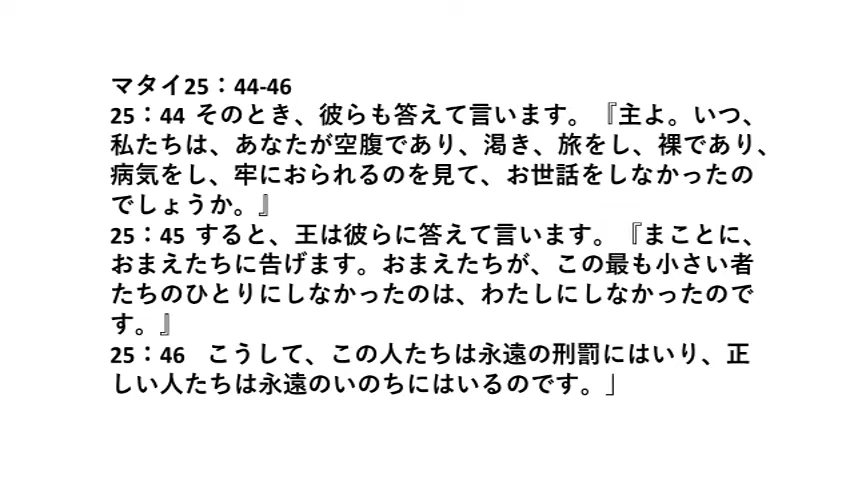 マタイ25：44-46
25：44 そのとき、彼らも答えて言います。『主よ。いつ、
私たちは、あなたが空腹であり、渇き、旅をし、裸であり、
病気をし、牢におられるのを見て、お世話をしなかったの
でしょうか。』
25：45 すると、王は彼らに答えて言います。『まことに、
おまえたちに告げます。おまえたちが、この最も小さい者
たちのひとりにしなかったのは、わたしにしなかったので
す。』
25：46　こうして、この人たちは永遠の刑罰にはいり、正
しい人たちは永遠のいのちにはいるのです。」